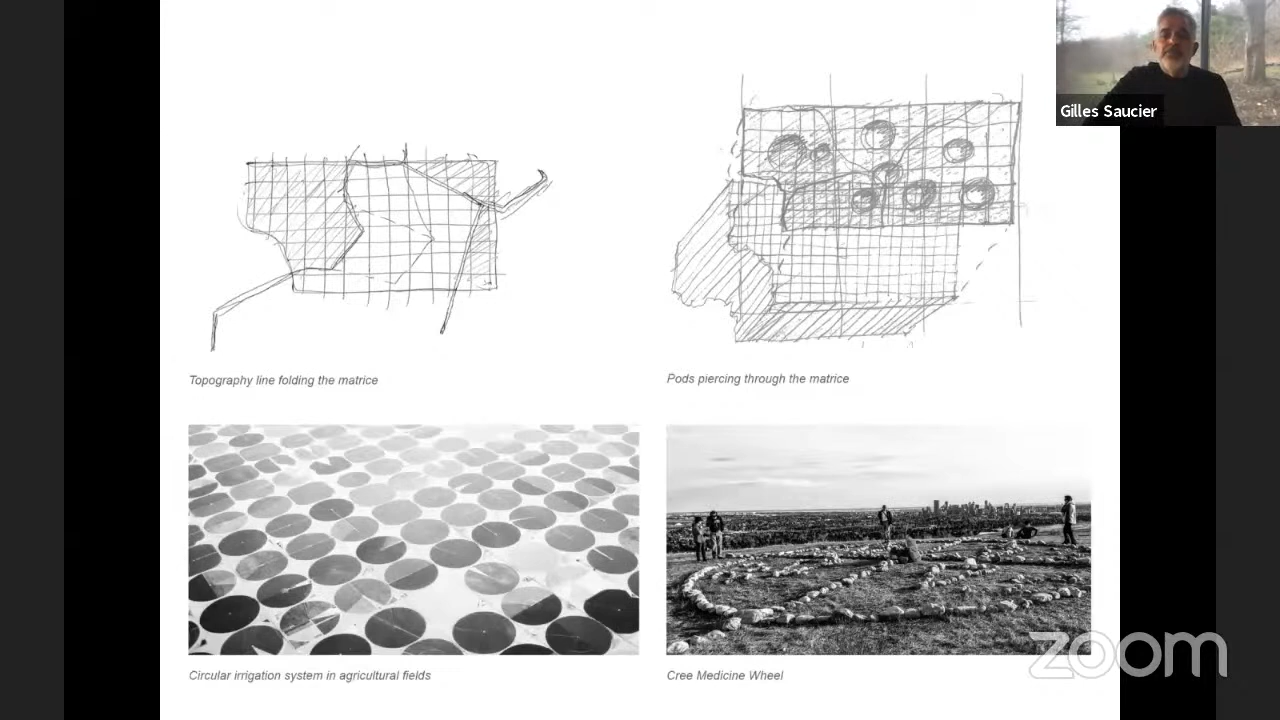 Gilles Saucier
Topography line folding the matrice
Pods piercing through the matrice
Circular irrigation system in agricultural fields
Cree Medicine Wheel
zoom